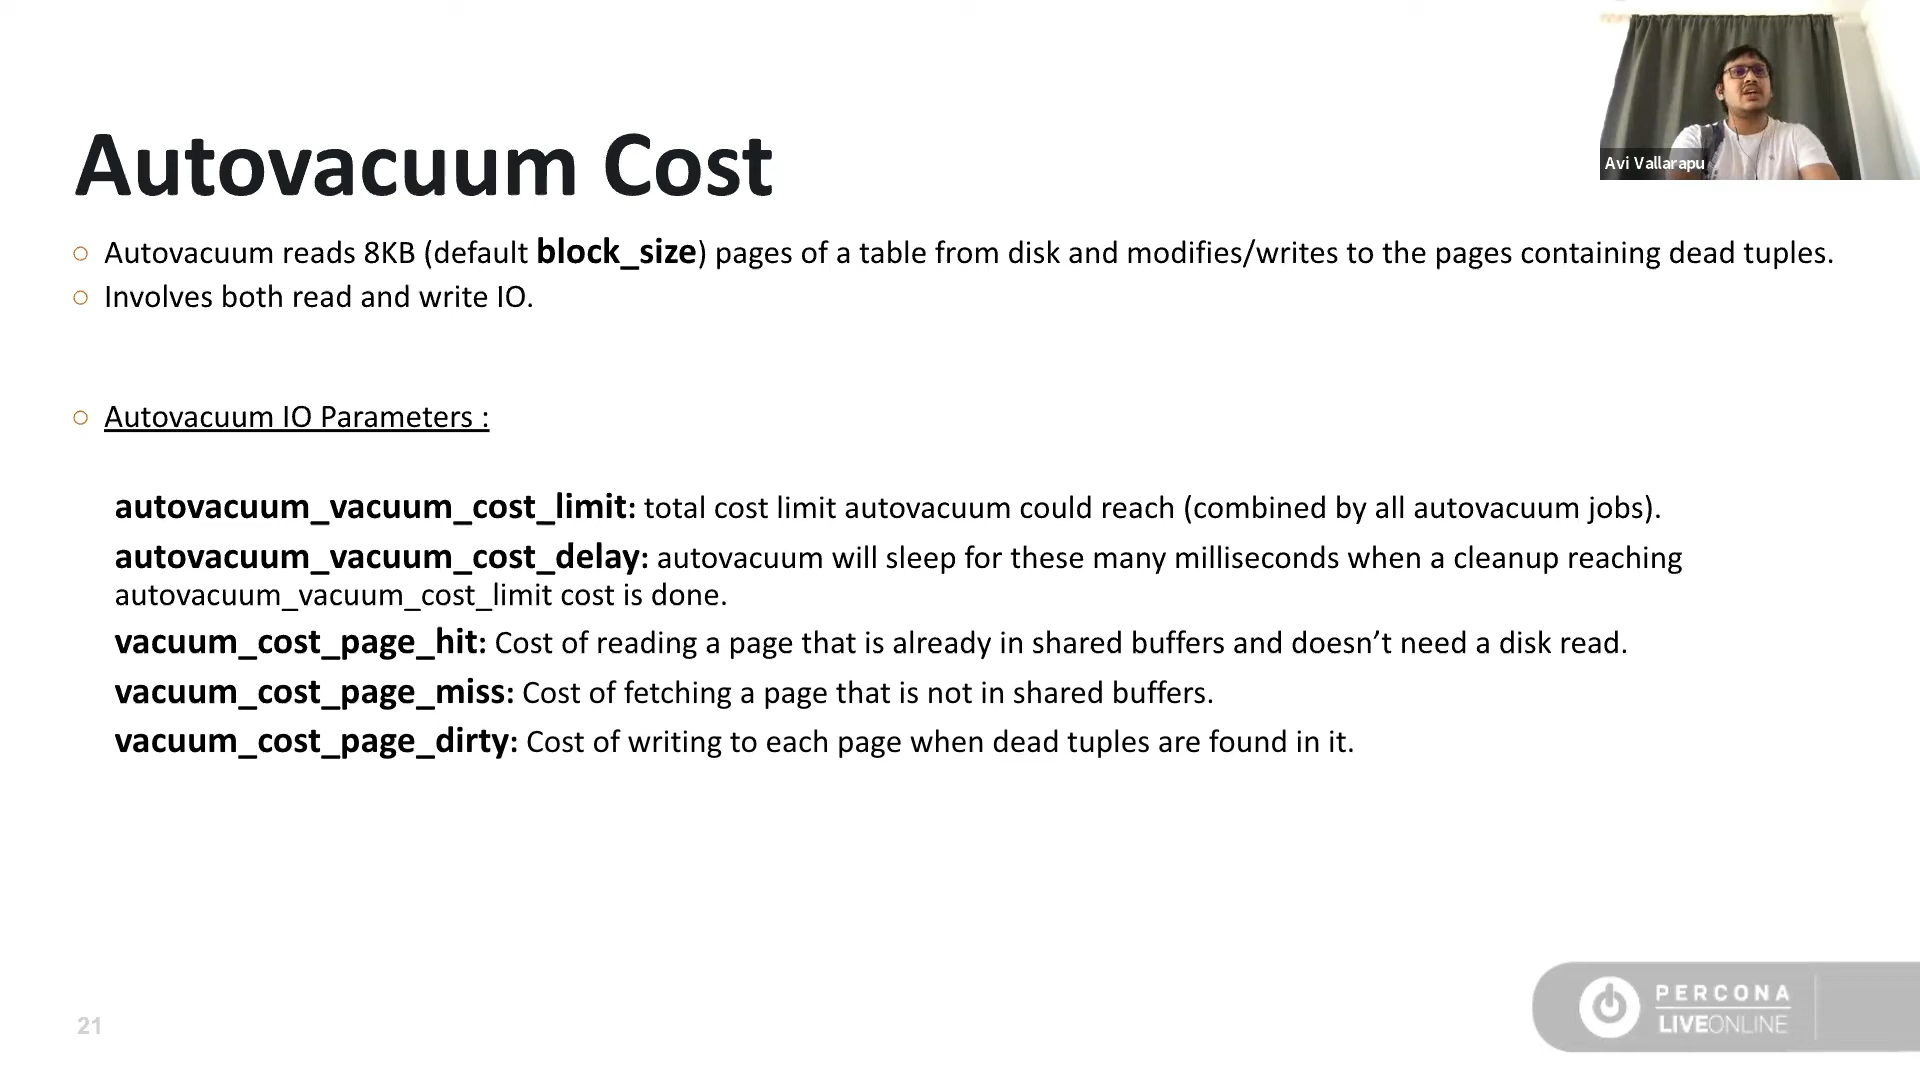 Autovacuum Cost
Avi Vallarapu
○ Autovacuum reads 8KB (default block_size) pages of a table from disk and modifies/writes to the pages containing dead tuples.
○ Involves both read and write IO.
○ Autovacuum IO Parameters :
autovacuum_vacuum_cost_limit: total cost limit autovacuum could reach (combined by all autovacuum jobs).
autovacuum_vacuum_cost_delay: autovacuum will sleep for these many milliseconds when a cleanup reaching
autovacuum_vacuum_cost_limit cost is done.
vacuum_cost_page_hit: Cost of reading a page that is already in shared buffers and doesn’t need a disk read.
vacuum_cost_page_miss: Cost of fetching a page that is not in shared buffers.
vacuum_cost_page_dirty: Cost of writing to each page when dead tuples are found in it.
21
PERCONA
LIVEONLINE